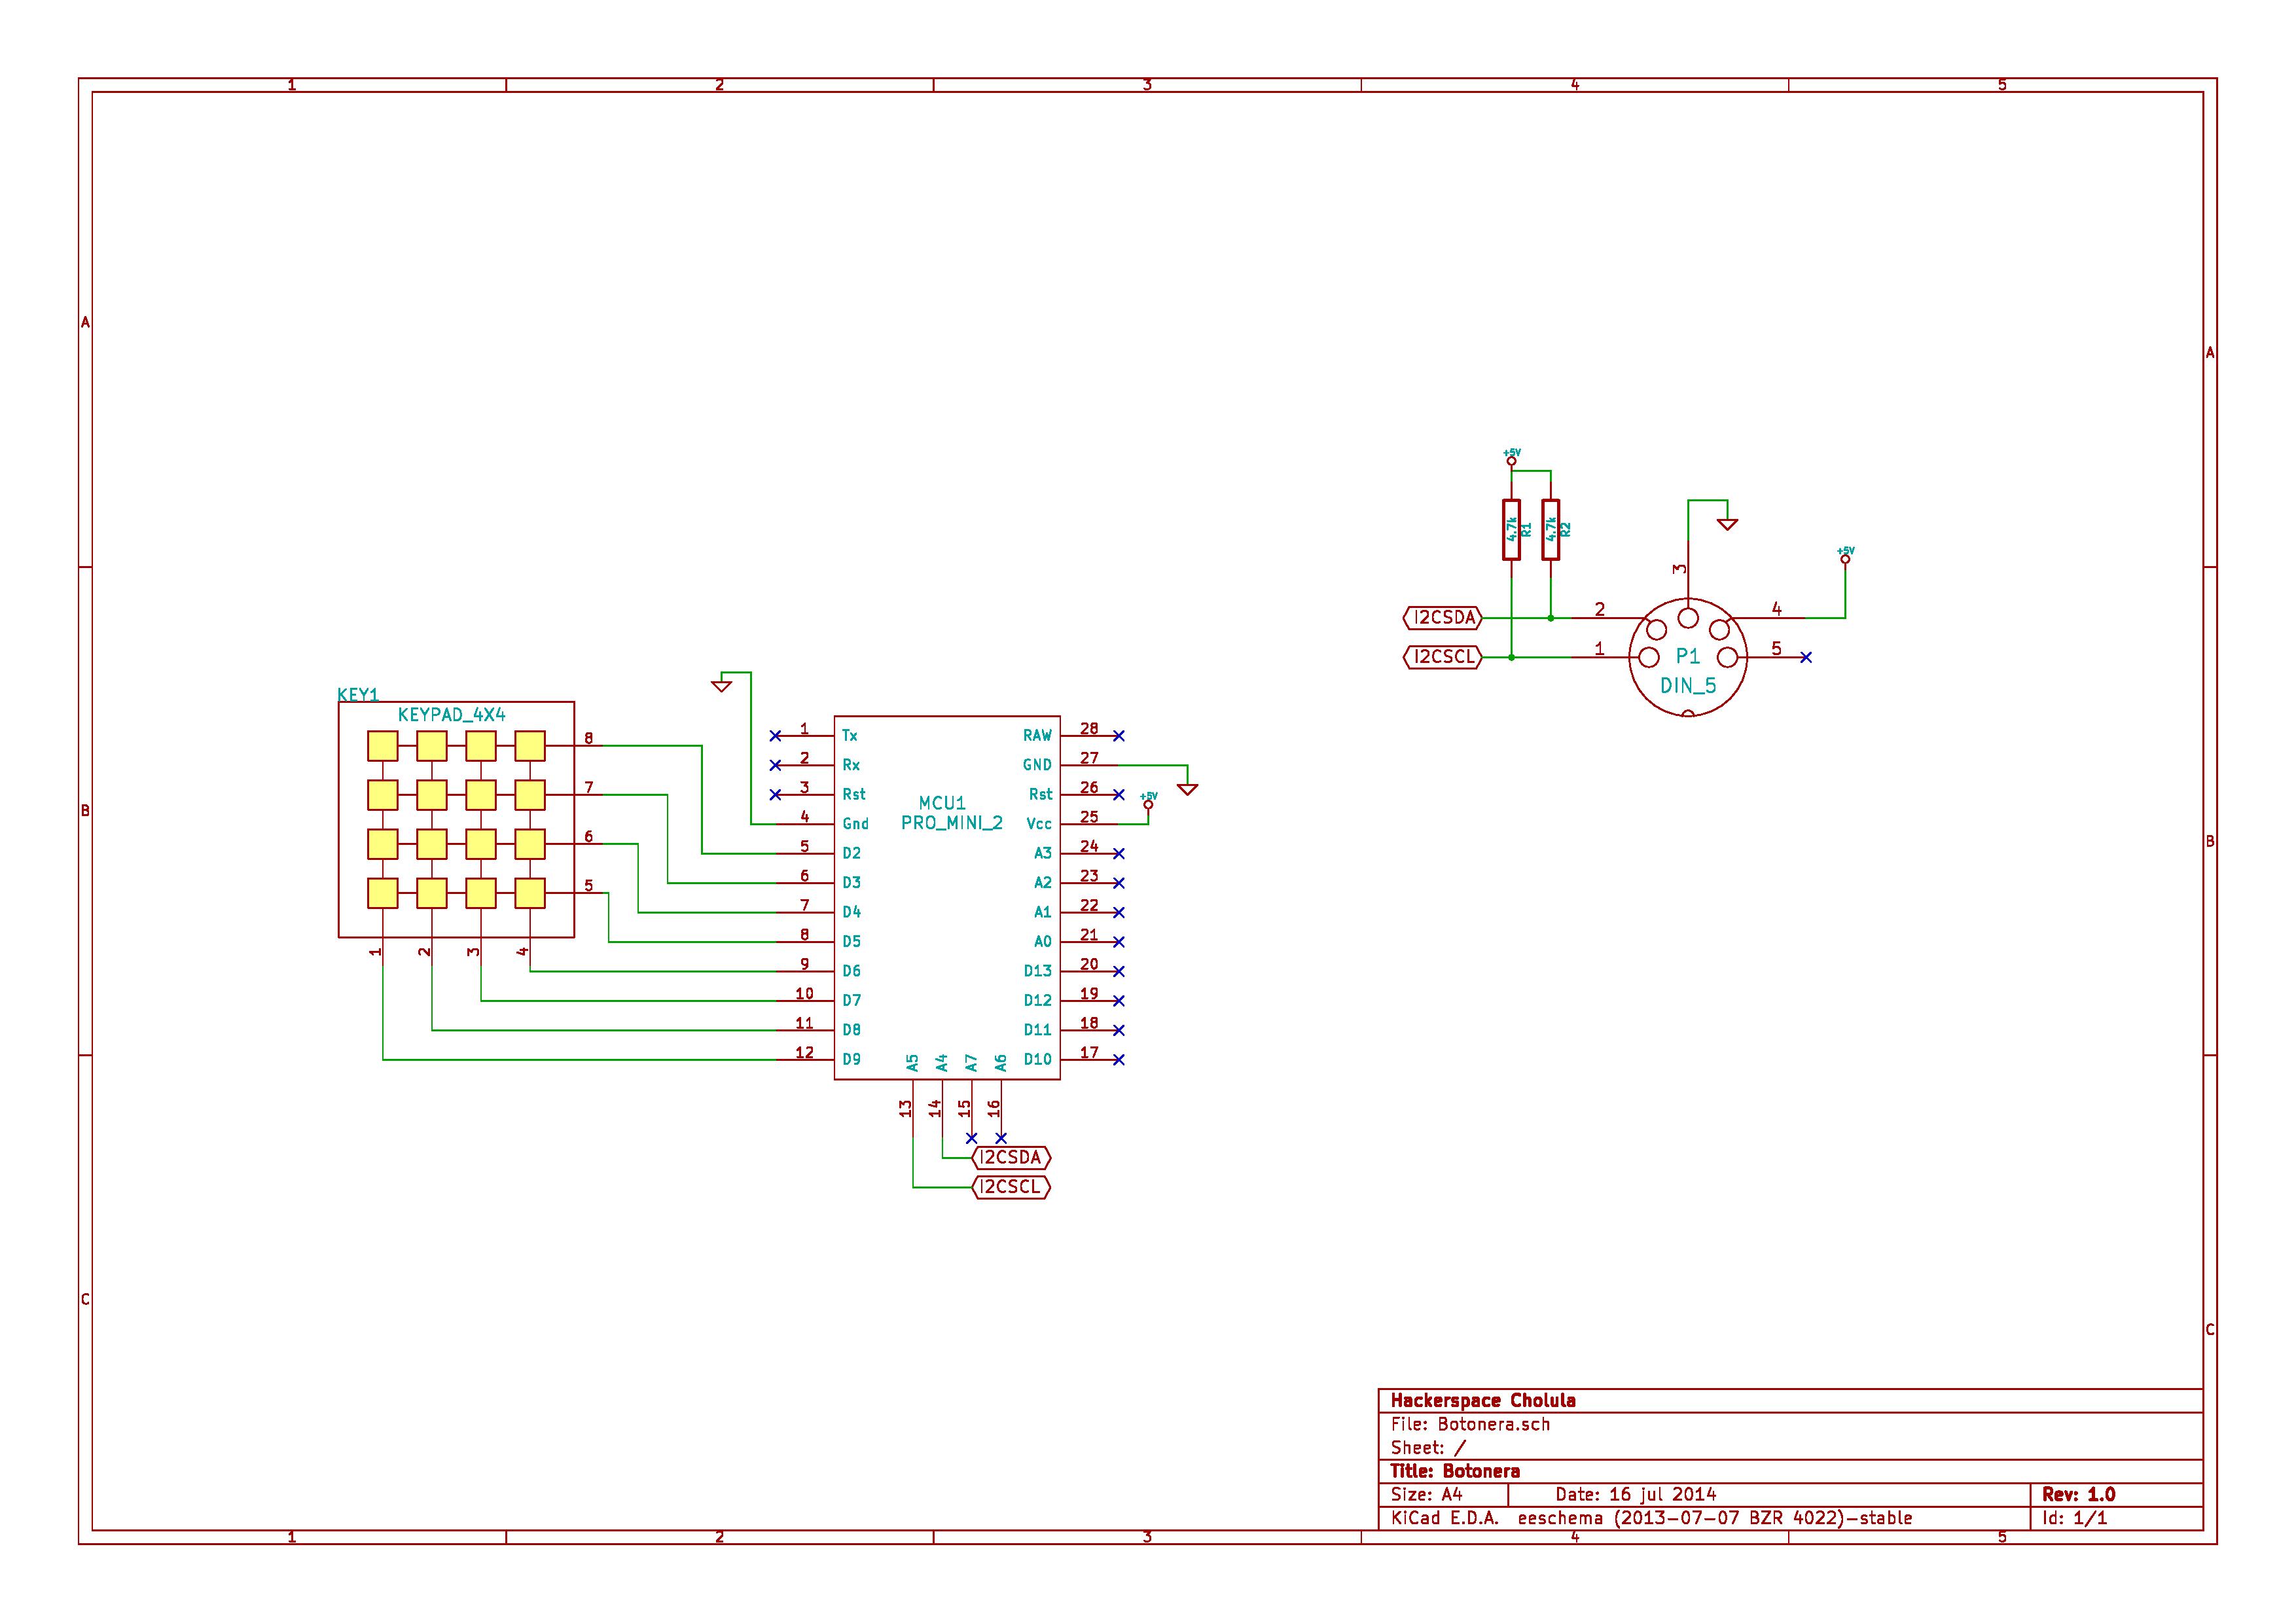 1 2 3 4 5
A
A
+5V
4.7k
R1
4.7k
R2
+5V
3
I2CSDA
2
4
I2CSCL
1
P1
5
DIN_5
KEY1
KEYPAD_4X4
8
7
6
5
1 2 3 4
B
B
MCU1
PRO_MINI_2
+5V
1 Tx
2 Rx
3 Rst
4 Gnd
5 D2
6 D3
7 D4
8 D5
9 D6
10 D7
11 D8
12 D9
RAW 28
GND 27
Rst 26
Vcc 25
A3 24
A2 23
A1 22
A0 21
D13 20
D12 19
D11 18
D10 17
A5 A4 A7 A6
13 14 15 16
I2CSDA
I2CSCL
C
C
Hackerspace Cholula
File: Botonera.sch
Sheet: /
Title: Botonera
Size: A4 Date: 16 jul 2014 Rev: 1.0
KiCad E.D.A. eeschema (2013-07-07 BZR 4022)-stable Id: 1/1
1 2 3 4 5